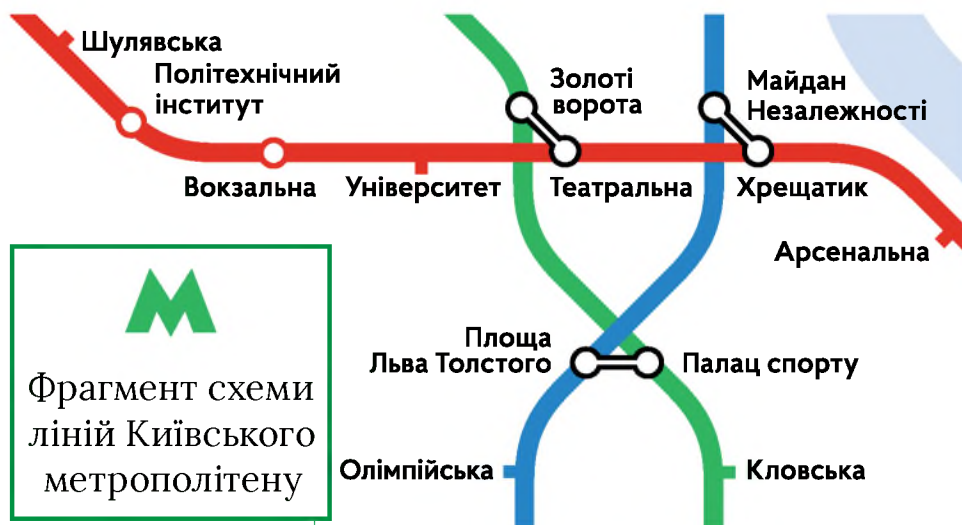 Шулявська
Політехнічний
інститут
Вокзальна
Університет
Золоті
ворота
Театральна
Майдан
Незалежності
Хрещатик
Арсенальна
Площа
Льва Толстого
Палац спорту
Олімпійська
Кловська
Фрагмент схеми
ліній Київського
метрополітену